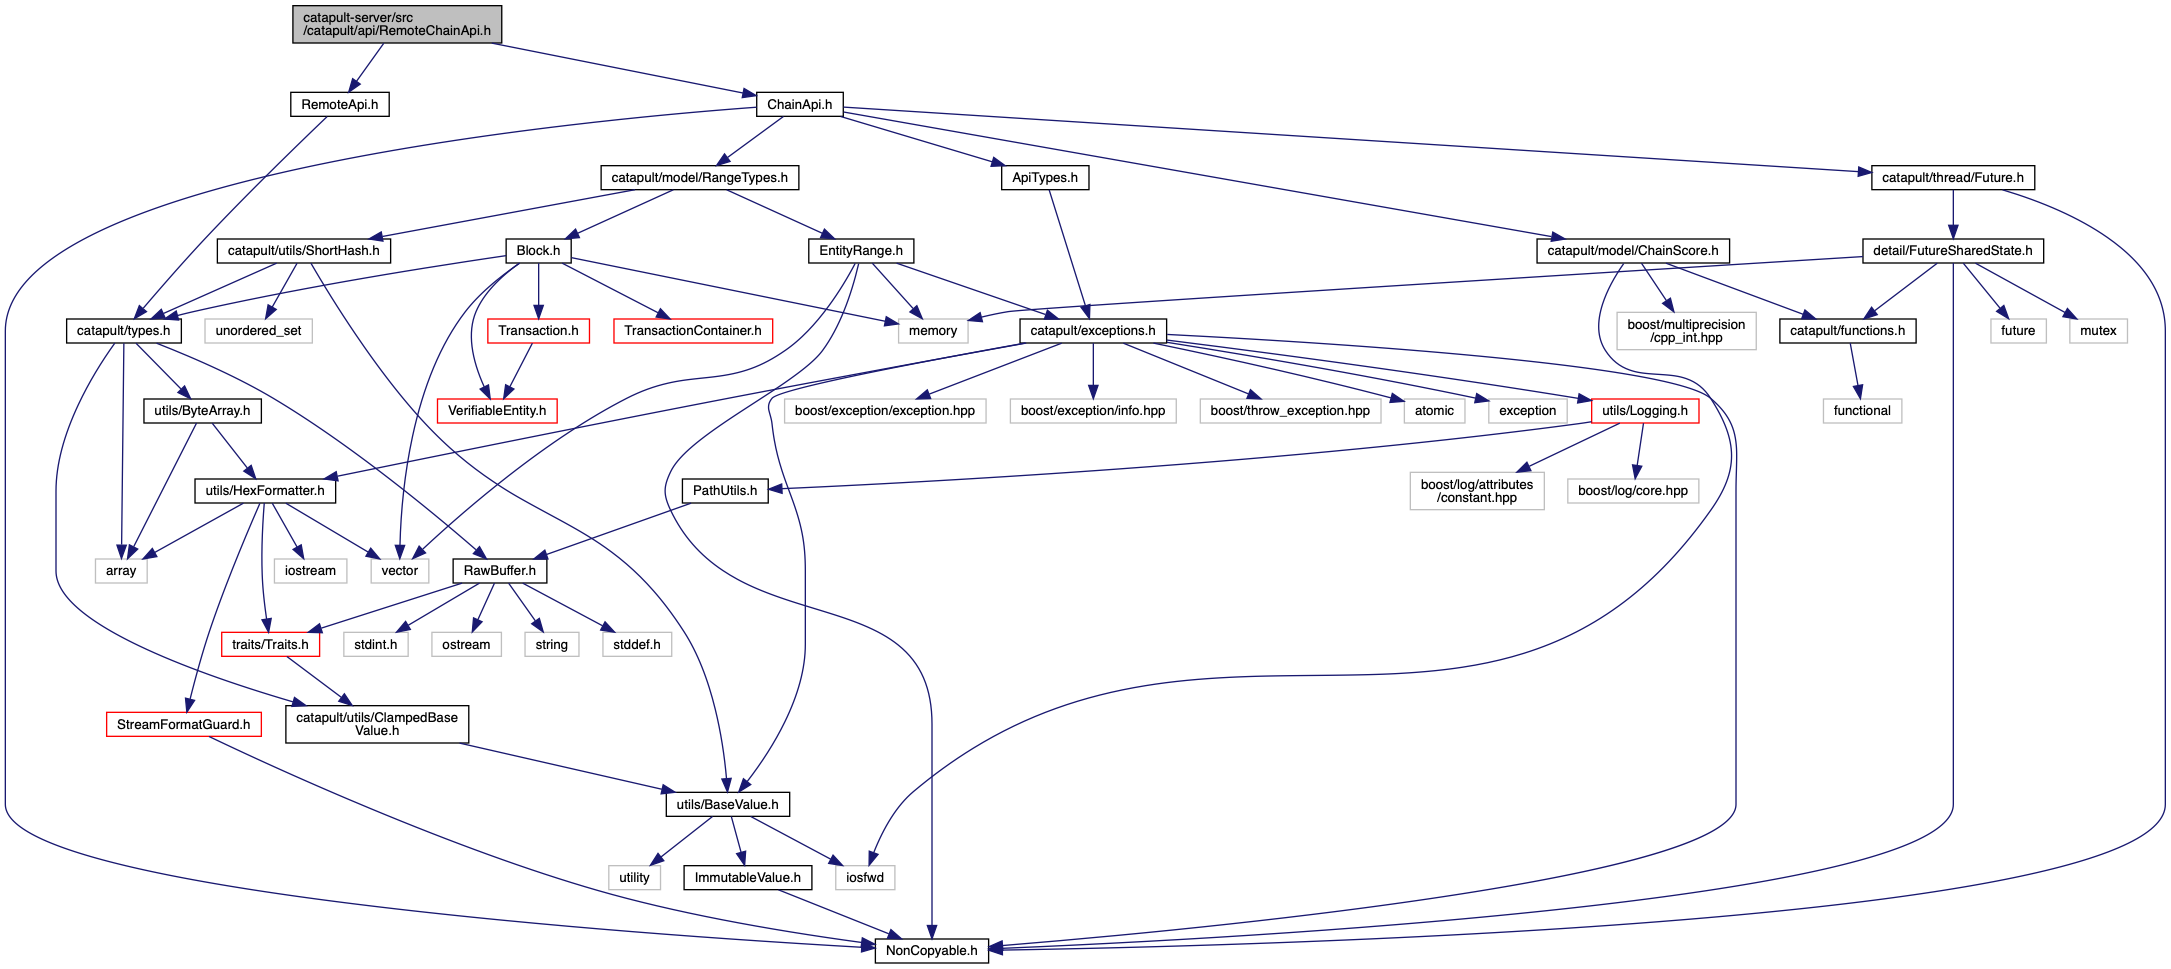 catapult-server/src
/catapult/api/RemoteChainApi.h
RemoteApi.h
ChainApi.h
catapult/model/RangeTypes.h
ApiTypes.h
catapult/thread/Future.h
catapult/utils/ShortHash.h
Block.h
EntityRange.h
catapult/model/ChainScore.h
detail/FutureSharedState.h
catapult/types.h
unordered_set
Transaction.h
TransactionContainer.h
memory
catapult/exceptions.h
boost/multiprecision
/cpp_int.hpp
catapult/functions.h
future
mutex
utils/ByteArray.h
VerifiableEntity.h
boost/exception/exception.hpp
boost/exception/info.hpp
boost/throw_exception.hpp
atomic
exception
utils/Logging.h
functional
utils/HexFormatter.h
PathUtils.h
boost/log/attributes
/constant.hpp
boost/log/core.hpp
array
iostream
vector
RawBuffer.h
traits/Traits.h
stdint.h
ostream
string
stddef.h
StreamFormatGuard.h
catapult/utils/ClampedBase
Value.h
utils/BaseValue.h
utility
ImmutableValue.h
iosfwd
NonCopyable.h